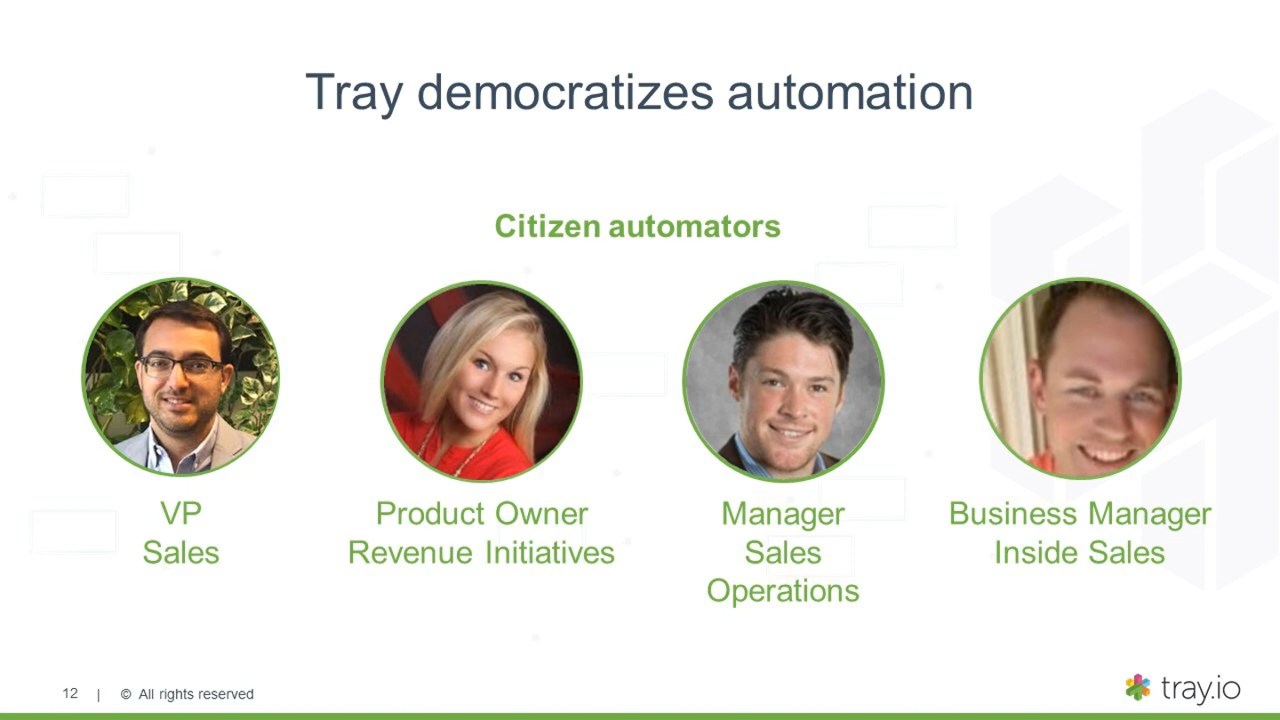 Tray democratizes automation
Citizen automators
VP
Sales
Product Owner
Revenue Initiatives
Manager
Sales
Operations
Business Manager
Inside Sales
12 | © All rights reserved
tray.io